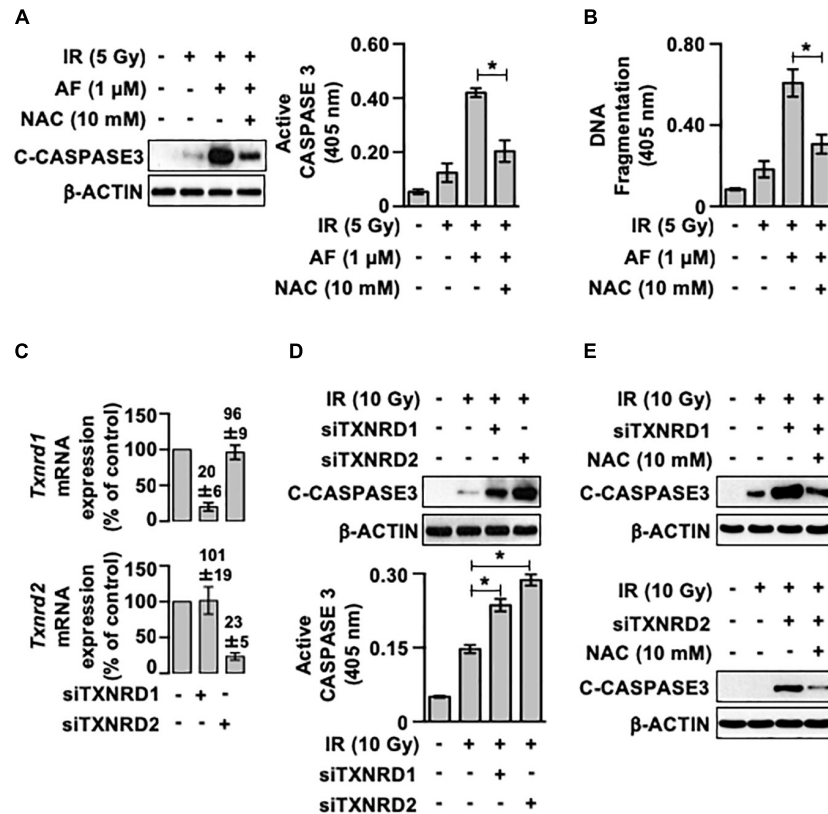 A
IR (5 Gy) - + + +
AF (1 µM) - - + +
NAC (10 mM) - - - +
C-CASPASE3
β-ACTIN
Active
CASPASE 3
(405 nm)
0.60
0.40
0.20
0
*
IR (5 Gy) - + + +
AF (1 µM) - - + +
NAC (10 mM) - - - +
B
DNA
Fragmentation
(405 nm)
0.80
0.40
0
*
IR (5 Gy) - + + +
AF (1 µM) - - + +
NAC (10 mM) - - - +
C
Txnrd1
mRNA
expression
(% of control)
150
100
50
0
20
±6
96
±9
Txnrd2
mRNA
expression
(% of control)
150
100
50
0
101
±19
23
±5
siTXNRD1 - + -
siTXNRD2 - - +
D
IR (10 Gy) - + + +
siTXNRD1 - - + -
siTXNRD2 - - - +
C-CASPASE3
β-ACTIN
Active
CASPASE 3
(405 nm)
0.30
0.15
0
*
*
IR (10 Gy) - + + +
siTXNRD1 - - + -
siTXNRD2 - - - +
E
IR (10 Gy) - + + +
siTXNRD1 - - + +
NAC (10 mM) - - - +
C-CASPASE3
β-ACTIN
IR (10 Gy) - + + +
siTXNRD2 - - + +
NAC (10 mM) - - - +
C-CASPASE3
β-ACTIN